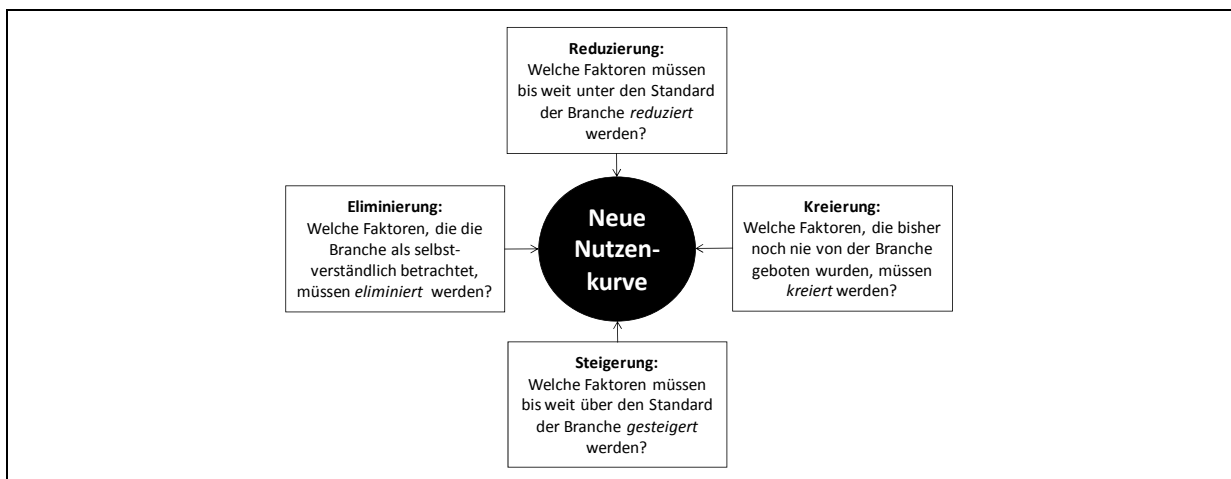 Reduzierung:
Welche Faktoren müssen
bis weit unter den Standard
der Branche reduziert
werden?
Eliminierung:
Welche Faktoren, die die
Branche als selbst-
verständlich betrachtet,
müssen eliminiert werden?
Neue
Nutzen-
kurve
Kreierung:
Welche Faktoren, die bisher
noch nie von der Branche
geboten wurden, müssen
kreiert werden?
Steigerung:
Welche Faktoren müssen
bis weit über den Standard
der Branche gesteigert
werden?